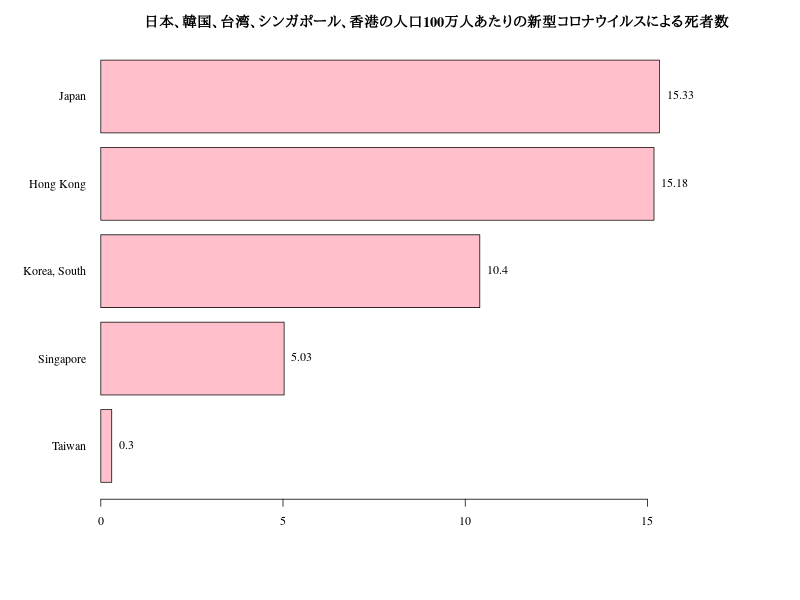 日本、韓国、台湾、シンガポール、香港の人口100万人あたりの新型コロナウイルスによる死者数
Japan 15.33
Hong Kong 15.18
Korea, South 10.4
Singapore 5.03
Taiwan 0.3
0 5 10 15